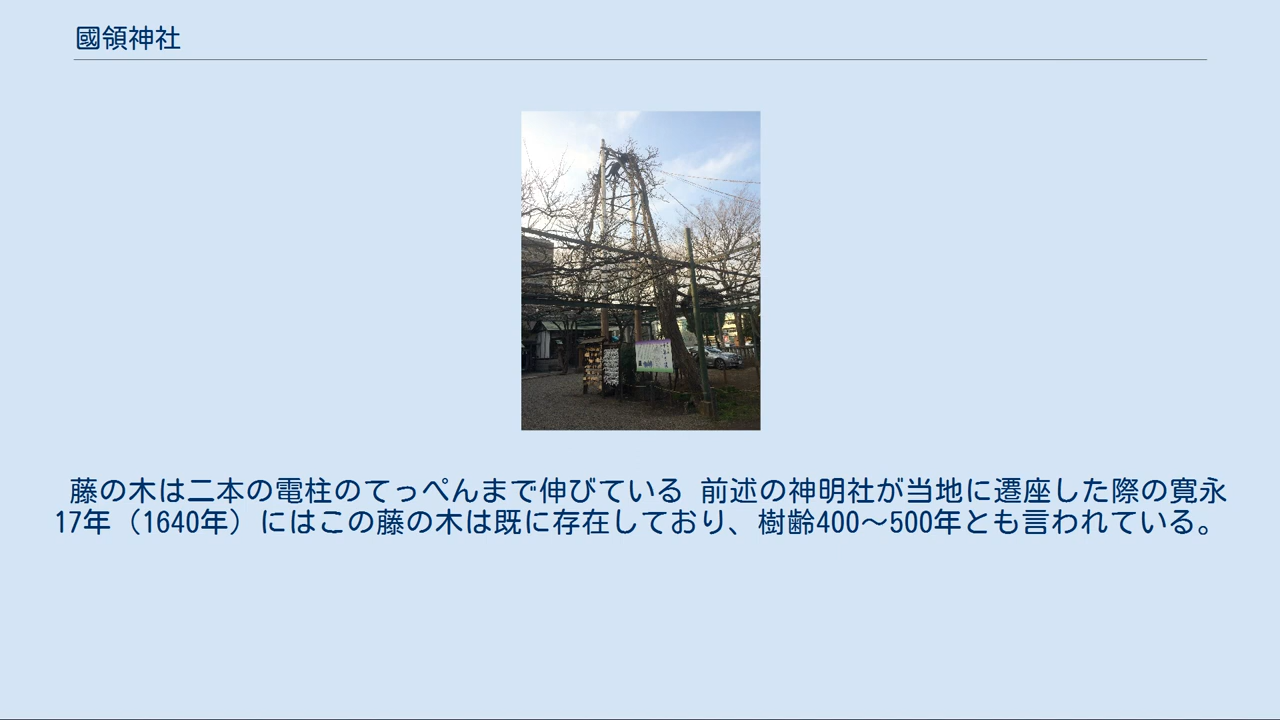 國領神社
藤の木は二本の電柱のてっぺんまで伸びている 前述の神明社が当地に遷座した際の寛永
17年（1640年）にはこの藤の木は既に存在しており、樹齢400～500年とも言われている。